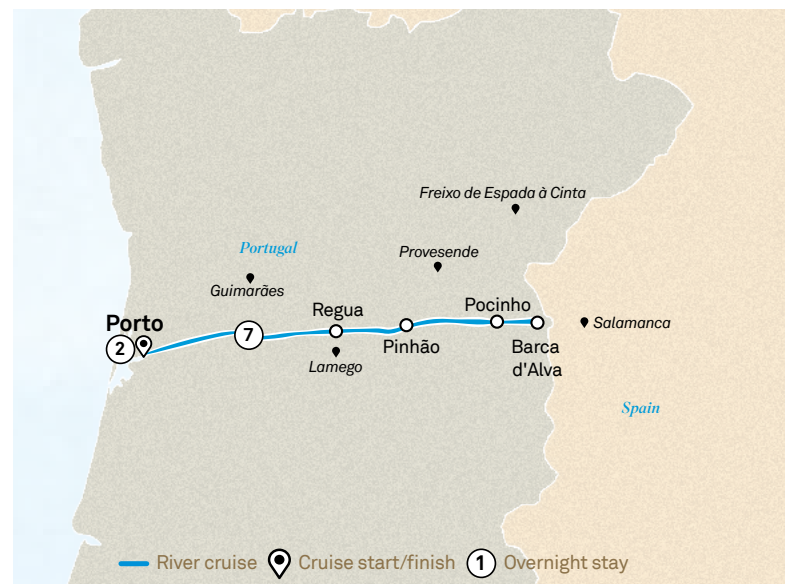 Freixo de Espada à Cinta
Portugal
Provesende
Guimarães
Regua
Pocinho
Porto
2
7
Salamanca
Pinhão
Barca
d'Alva
Lamego
Spain
River cruise
Cruise start/finish
1 Overnight stay